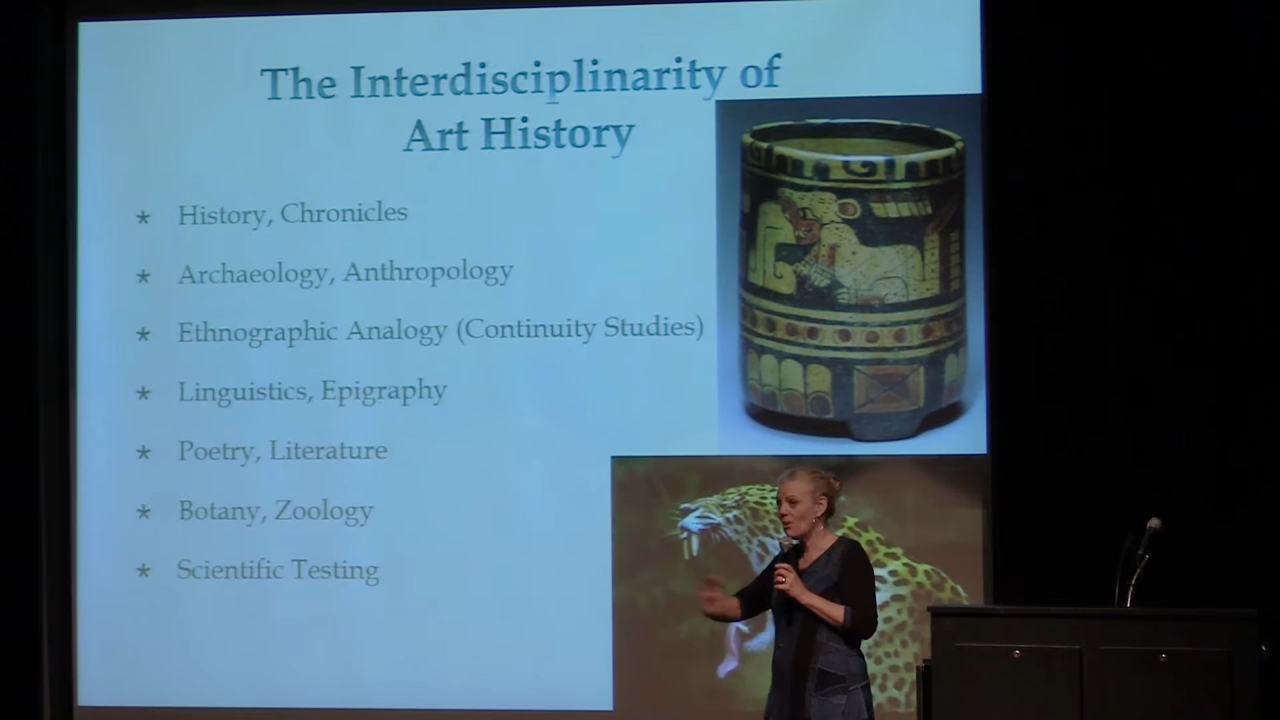 The Interdisciplinarity of
Art History
* History, Chronicles
* Archaeology, Anthropology
* Ethnographic Analogy (Continuity Studies)
* Linguistics, Epigraphy
* Poetry, Literature
* Botany, Zoology
* Scientific Testing